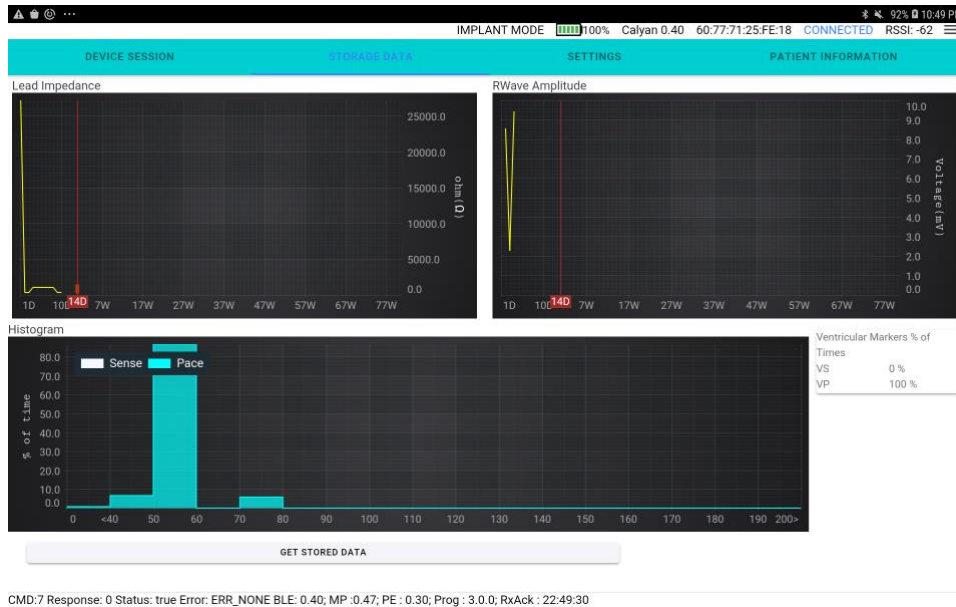 92% 10:49 P
IMPLANT MODE 100% Calyan 0.40 60:77:71:25:FE:18 CONNECTED RSSI: -62
DEVICE SESSION STORAGE DATA SETTINGS PATIENT INFORMATION
Lead Impedance
25000.0
20000.0
15000.0
10000.0
5000.0
0.0
ohm(Ω)
1D 10D 14D 7W 17W 27W 37W 47W 57W 67W 77W
RWave Amplitude
10.0
9.0
8.0
7.0
6.0
5.0
4.0
3.0
2.0
1.0
0.0
Voltage(mV)
1D 10D 14D 7W 17W 27W 37W 47W 57W 67W 77W
Histogram
Sense Pace
% of time
80.0
70.0
60.0
50.0
40.0
30.0
20.0
10.0
0.0
0 <40 50 60 70 80 90 100 110 120 130 140 150 160 170 180 190 200>
Ventricular Markers % of
Times
VS 0 %
VP 100 %
GET STORED DATA
CMD:7 Response: 0 Status: true Error: ERR_NONE BLE: 0.40; MP :0.47; PE : 0.30; Prog : 3.0.0; RxAck : 22:49:30